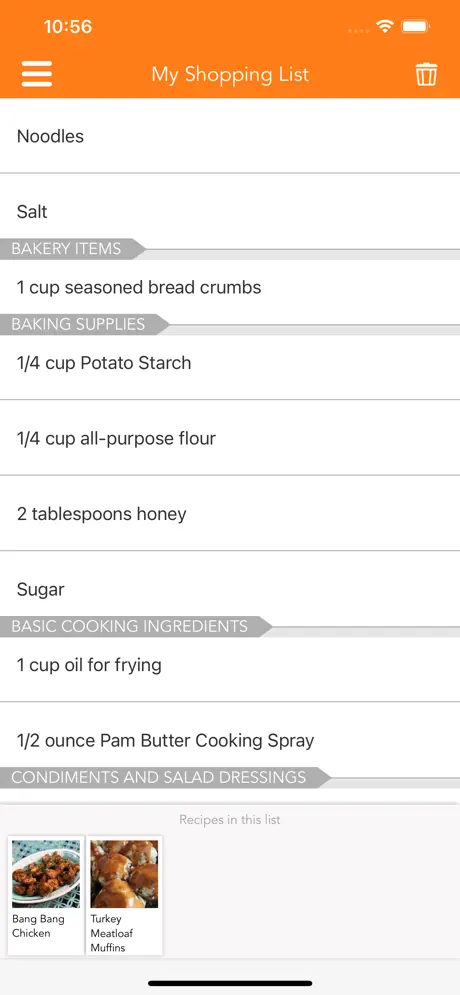 10:56
My Shopping List
Noodles
Salt
BAKERY ITEMS
1 cup seasoned bread crumbs
BAKING SUPPLIES
1/4 cup Potato Starch
1/4 cup all-purpose flour
2 tablespoons honey
Sugar
BASIC COOKING INGREDIENTS
1 cup oil for frying
1/2 ounce Pam Butter Cooking Spray
CONDIMENTS AND SALAD DRESSINGS
Recipes in this list
Bang Bang
Chicken
Turkey
Meatloaf
Muffins